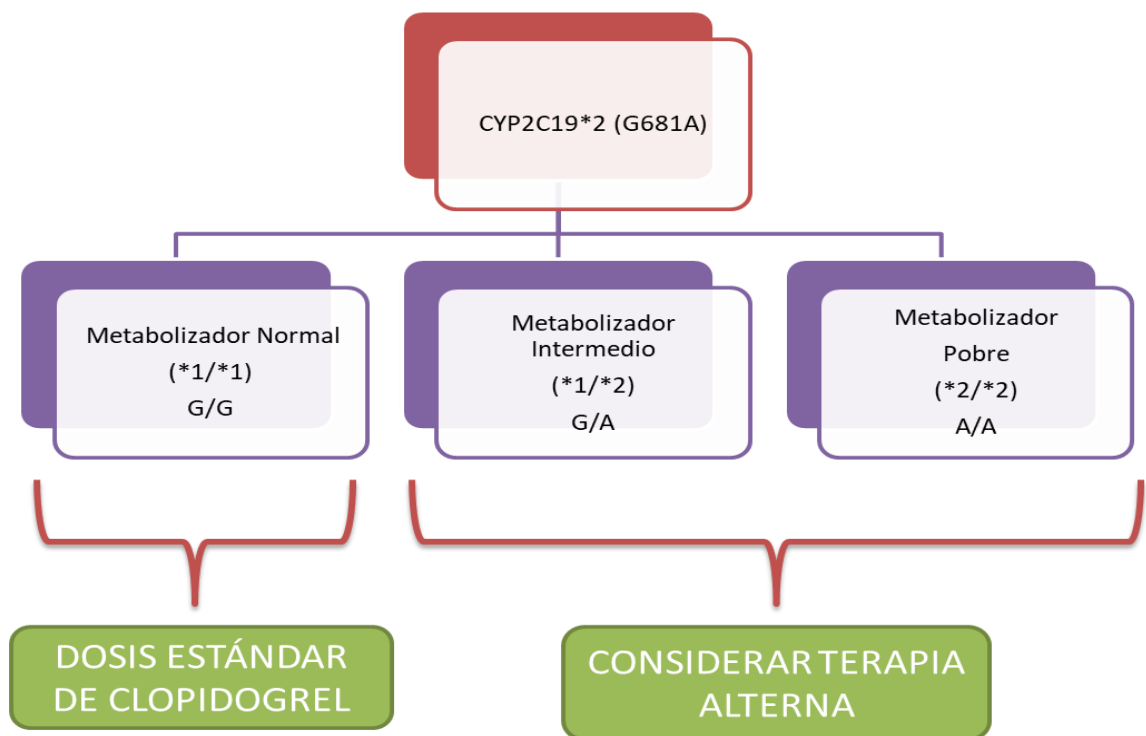 CYP2C19*2 (G681A)
Metabolizador Normal
(*1/*1)
G/G
Metabolizador
Intermedio
(*1/*2)
G/A
Metabolizador
Pobre
(*2/*2)
A/A
DOSIS ESTÁNDAR
DE CLOPIDOGREL
CONSIDERAR TERAPIA
ALTERNA